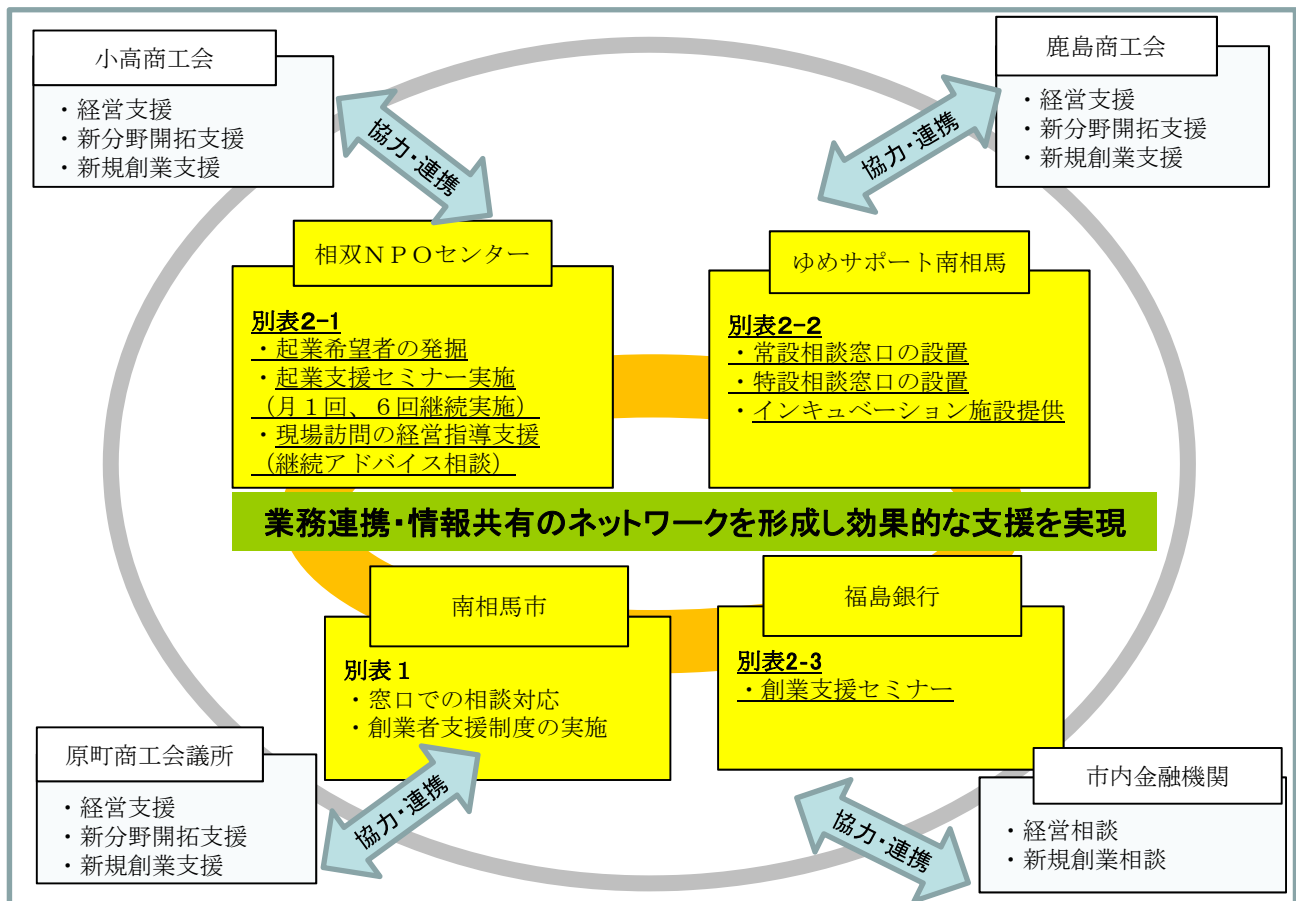 小高商工会
・経営支援
・新分野開拓支援
・新規創業支援
協力・連携
鹿島商工会
・経営支援
・新分野開拓支援
・新規創業支援
協力・連携
相双ＮＰＯセンター
別表2-1
・起業希望者の発掘
・起業支援セミナー実施
（月１回、６回継続実施）
・現場訪問の経営指導支援
（継続アドバイス相談）
ゆめサポート南相馬
別表2-2
・常設相談窓口の設置
・特設相談窓口の設置
・インキュベーション施設提供
業務連携・情報共有のネットワークを形成し効果的な支援を実現
南相馬市
別表１
・窓口での相談対応
・創業者支援制度の実施
福島銀行
別表2-3
・創業支援セミナー
原町商工会議所
・経営支援
・新分野開拓支援
・新規創業支援
協力・連携
市内金融機関
・経営相談
・新規創業相談
協力・連携